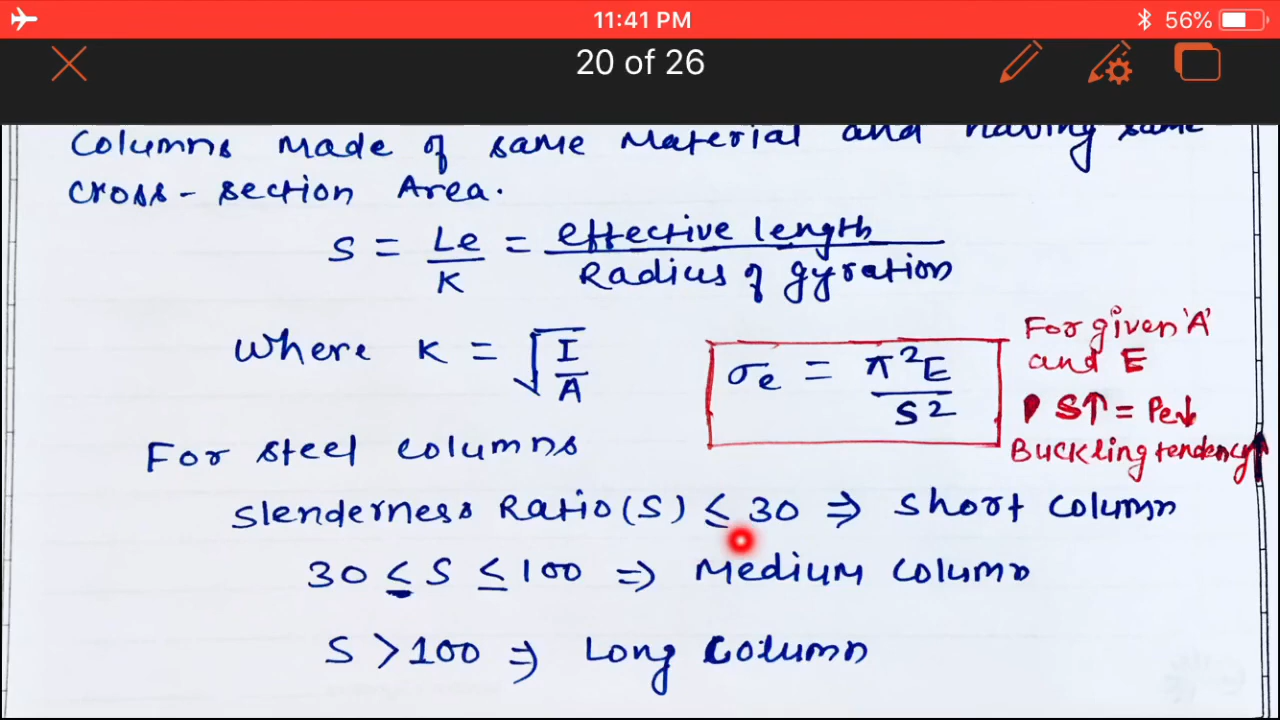 11:41 PM
56%
20 of 26
Columns made of same Material and having same
cross-section Area.
S = Le/K = effective length/Radius of gyration
Where K = √(I/A)
σe = π²E/S²
For given 'A'
and E
S↑ = Pe↓
Buckling tendency↑
For steel columns
Slenderness Ratio(S) ≤ 30 ⇒ Short column
30 ≤ S ≤ 100 ⇒ Medium column
S > 100 ⇒ Long Column